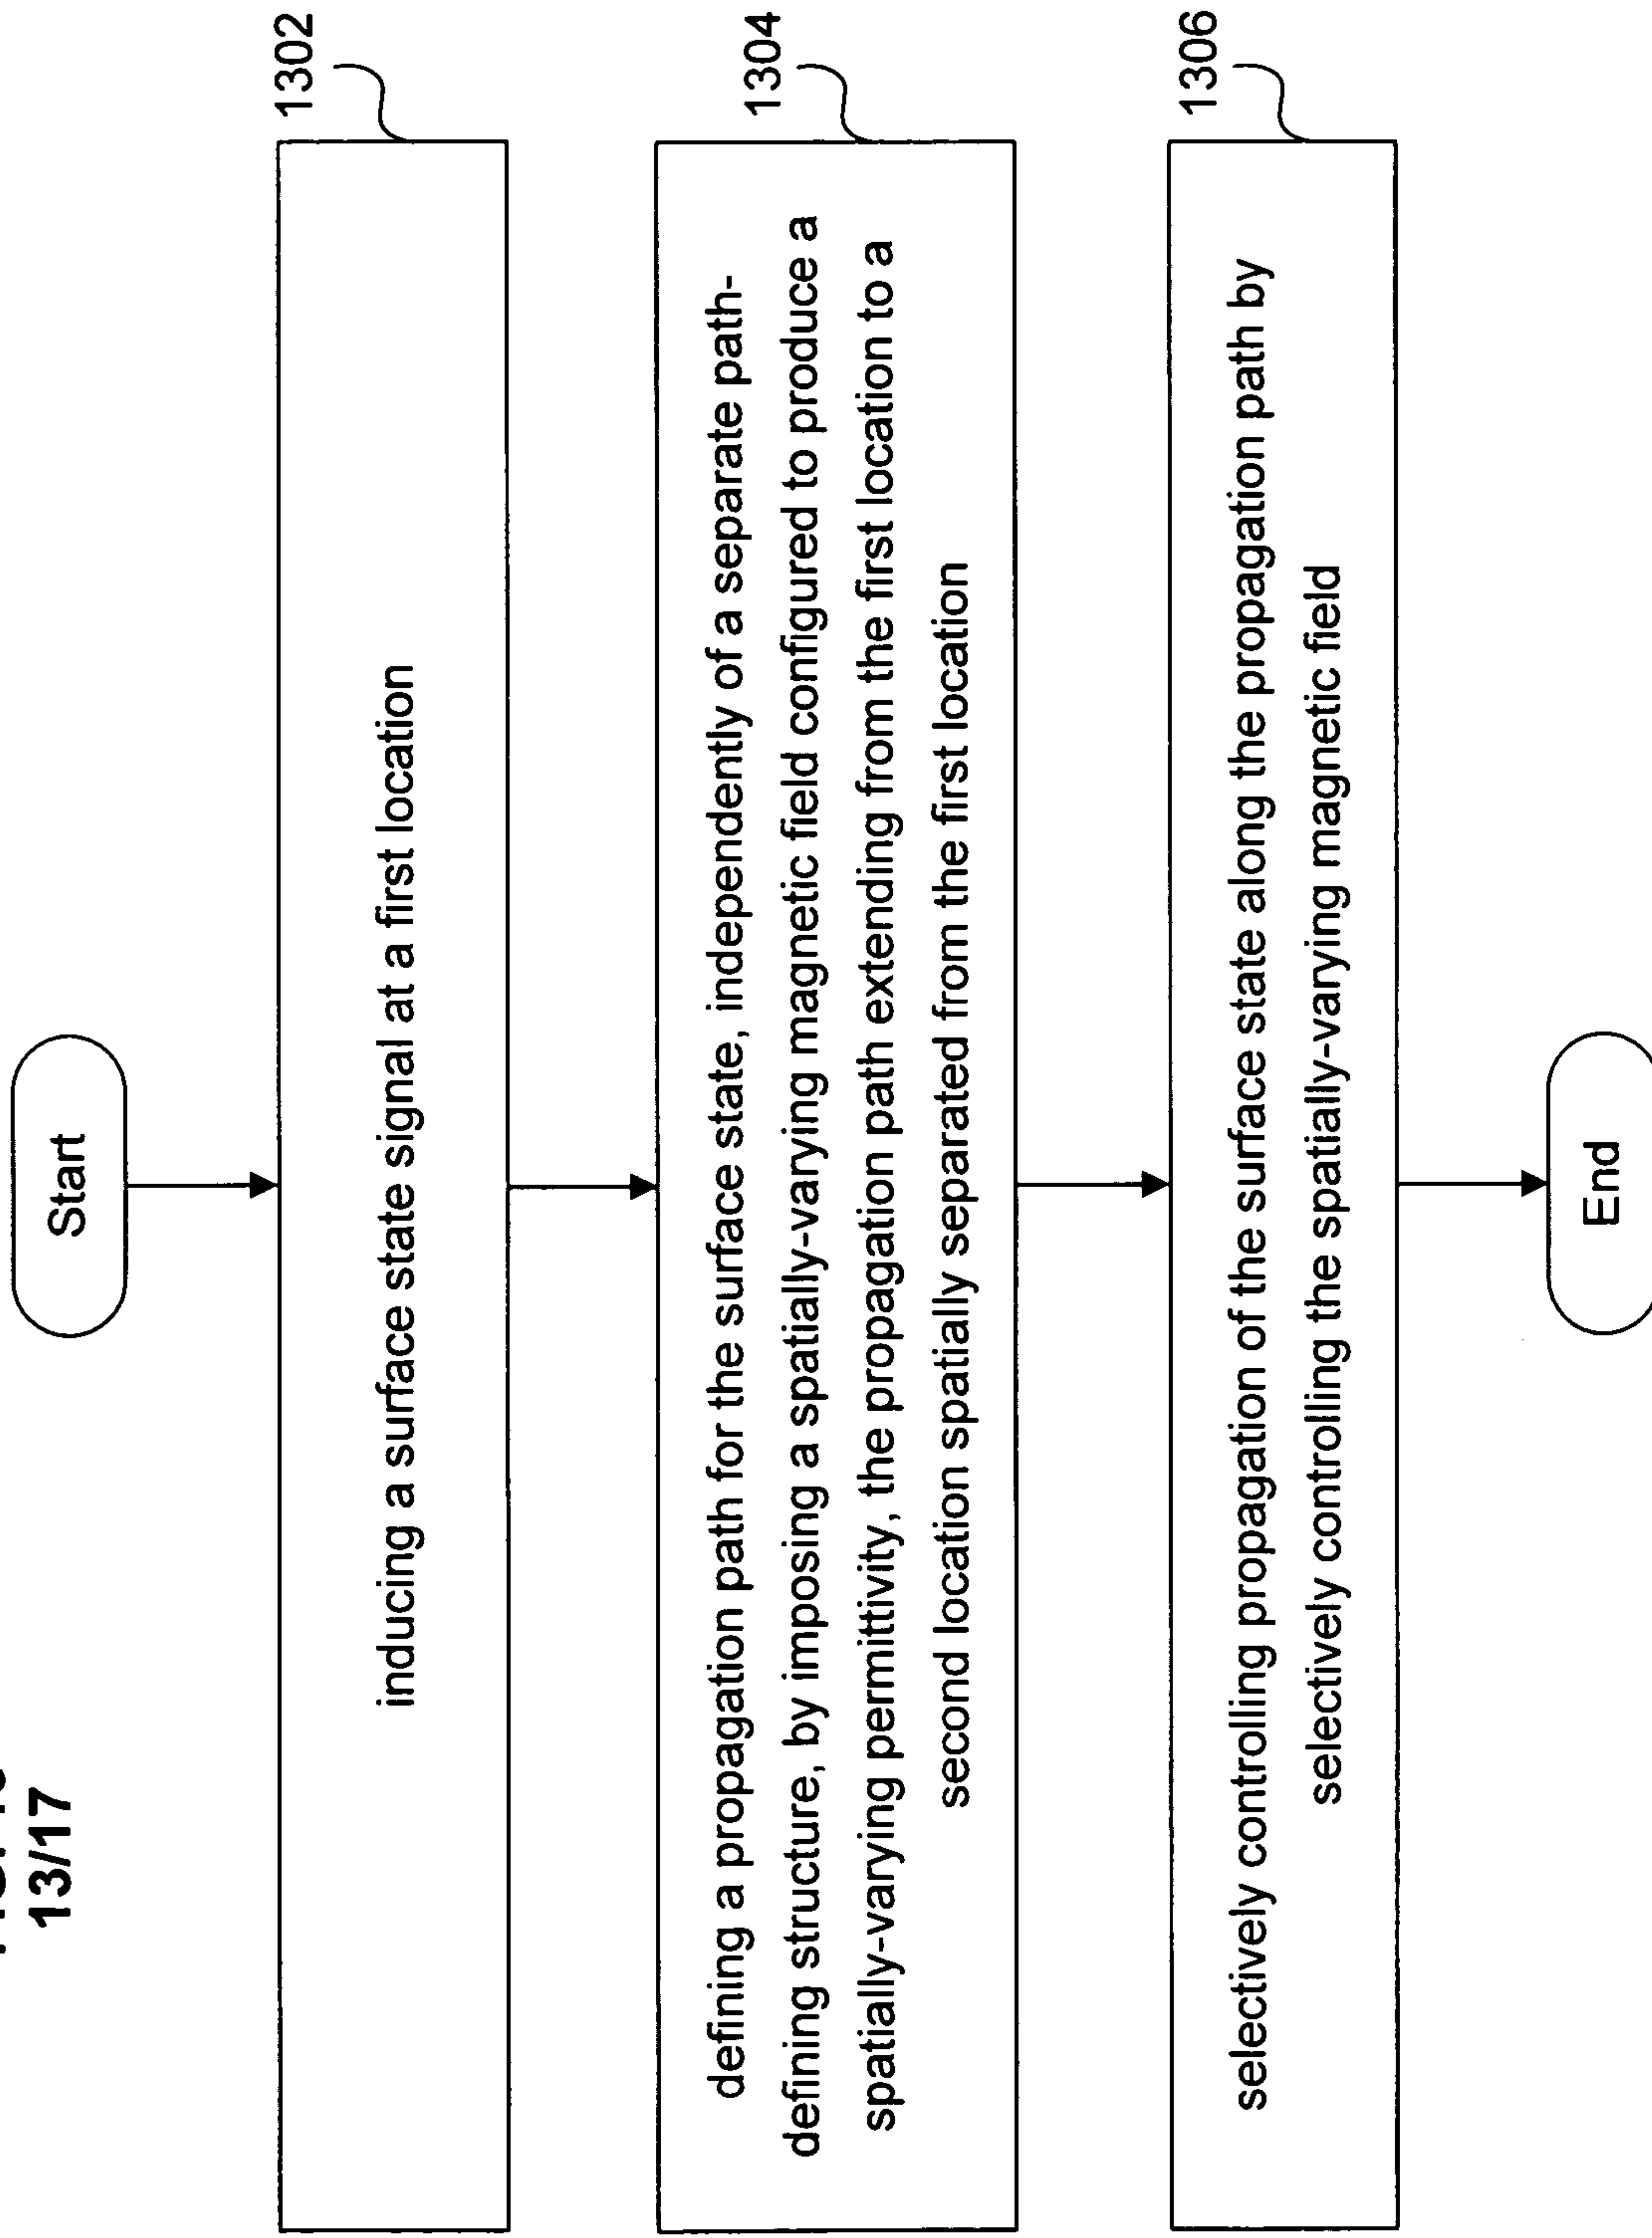 13/17
Start
1302
inducing a surface state signal at a first location
1304
defining a propagation path for the surface state, independently of a separate path-
defining structure, by imposing a spatially-varying magnetic field configured to produce a
spatially-varying permittivity, the propagation path extending from the first location to a
second location spatially separated from the first location
1306
selectively controlling propagation of the surface state along the propagation path by
selectively controlling the spatially-varying magnetic field
End